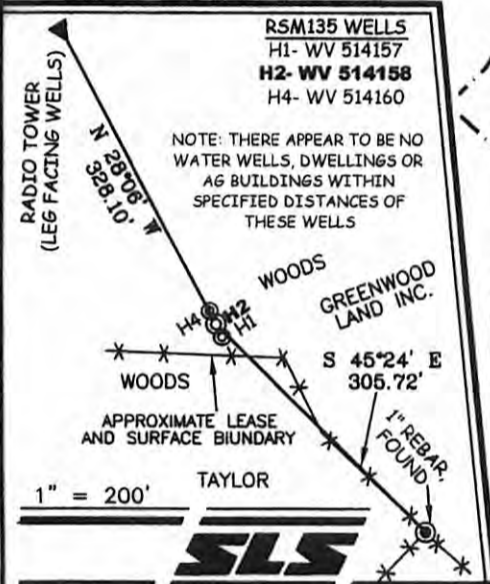 RSM135 WELLS
H1- WV 514157
H2- WV 514158
H4- WV 514160
NOTE: THERE APPEAR TO BE NO
WATER WELLS, DWELLINGS OR
AG BUILDINGS WITHIN
SPECIFIED DISTANCES OF
THESE WELLS
RADIO TOWER
(LEG FACING WELLS)
N 28°06' W
328.10'
WOODS
GREENWOOD
LAND INC.
H4
H2
H1
S 45°24' E
305.72'
WOODS
1" REBAR,
FOUND
APPROXIMATE LEASE
AND SURFACE BIUNDARY
TAYLOR
1" = 200'
SLS